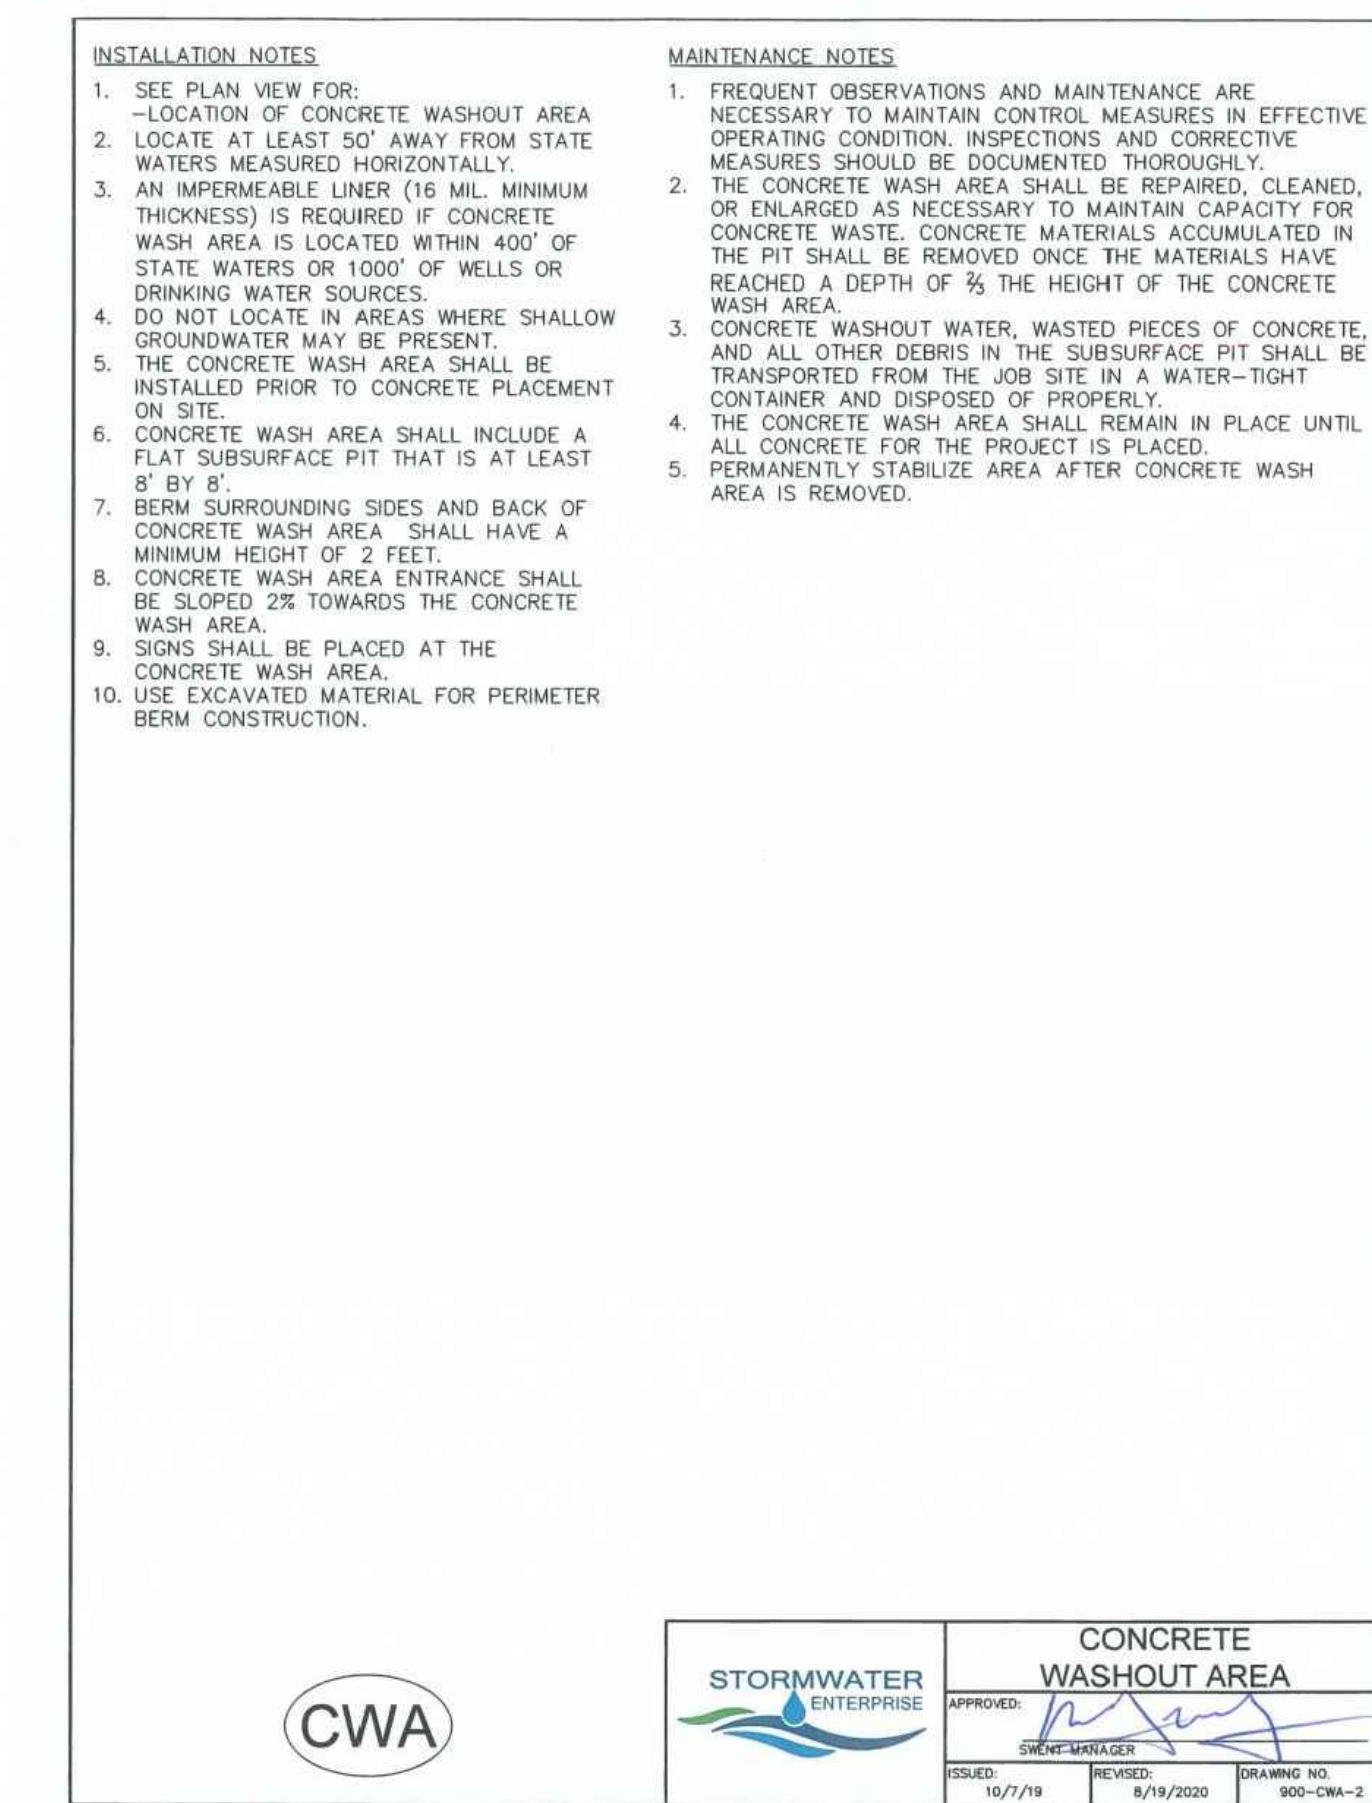 INSTALLATION NOTES
1. SEE PLAN VIEW FOR:
-LOCATION OF CONCRETE WASHOUT AREA
2. LOCATE AT LEAST 50' AWAY FROM STATE
WATERS MEASURED HORIZONTALLY.
3. AN IMPERMEABLE LINER (16 MIL. MINIMUM
THICKNESS) IS REQUIRED IF CONCRETE
WASH AREA IS LOCATED WITHIN 400' OF
STATE WATERS OR 1000' OF WELLS OR
DRINKING WATER SOURCES.
4. DO NOT LOCATE IN AREAS WHERE SHALLOW
GROUNDWATER MAY BE PRESENT.
5. THE CONCRETE WASH AREA SHALL BE
INSTALLED PRIOR TO CONCRETE PLACEMENT
ON SITE.
6. CONCRETE WASH AREA SHALL INCLUDE A
FLAT SUBSURFACE PIT THAT IS AT LEAST
8' BY 8'.
7. BERM SURROUNDING SIDES AND BACK OF
CONCRETE WASH AREA SHALL HAVE A
MINIMUM HEIGHT OF 2 FEET.
8. CONCRETE WASH AREA ENTRANCE SHALL
BE SLOPED 2% TOWARDS THE CONCRETE
WASH AREA.
9. SIGNS SHALL BE PLACED AT THE
CONCRETE WASH AREA.
10. USE EXCAVATED MATERIAL FOR PERIMETER
BERM CONSTRUCTION.
MAINTENANCE NOTES
1. FREQUENT OBSERVATIONS AND MAINTENANCE ARE
NECESSARY TO MAINTAIN CONTROL MEASURES IN EFFECTIVE
OPERATING CONDITION. INSPECTIONS AND CORRECTIVE
MEASURES SHOULD BE DOCUMENTED THOROUGHLY.
2. THE CONCRETE WASH AREA SHALL BE REPAIRED, CLEANED,
OR ENLARGED AS NECESSARY TO MAINTAIN CAPACITY FOR
CONCRETE WASTE. CONCRETE MATERIALS ACCUMULATED IN
THE PIT SHALL BE REMOVED ONCE THE MATERIALS HAVE
REACHED A DEPTH OF ⅔ THE HEIGHT OF THE CONCRETE
WASH AREA.
3. CONCRETE WASHOUT WATER, WASTED PIECES OF CONCRETE,
AND ALL OTHER DEBRIS IN THE SUBSURFACE PIT SHALL BE
TRANSPORTED FROM THE JOB SITE IN A WATER-TIGHT
CONTAINER AND DISPOSED OF PROPERLY.
4. THE CONCRETE WASH AREA SHALL REMAIN IN PLACE UNTIL
ALL CONCRETE FOR THE PROJECT IS PLACED.
5. PERMANENTLY STABILIZE AREA AFTER CONCRETE WASH
AREA IS REMOVED.
CWA
STORMWATER
ENTERPRISE
CONCRETE
WASHOUT AREA
APPROVED:
SWENT MANAGER
ISSUED:
10/7/19
REVISED:
8/19/2020
DRAWING NO.
900-CWA-2